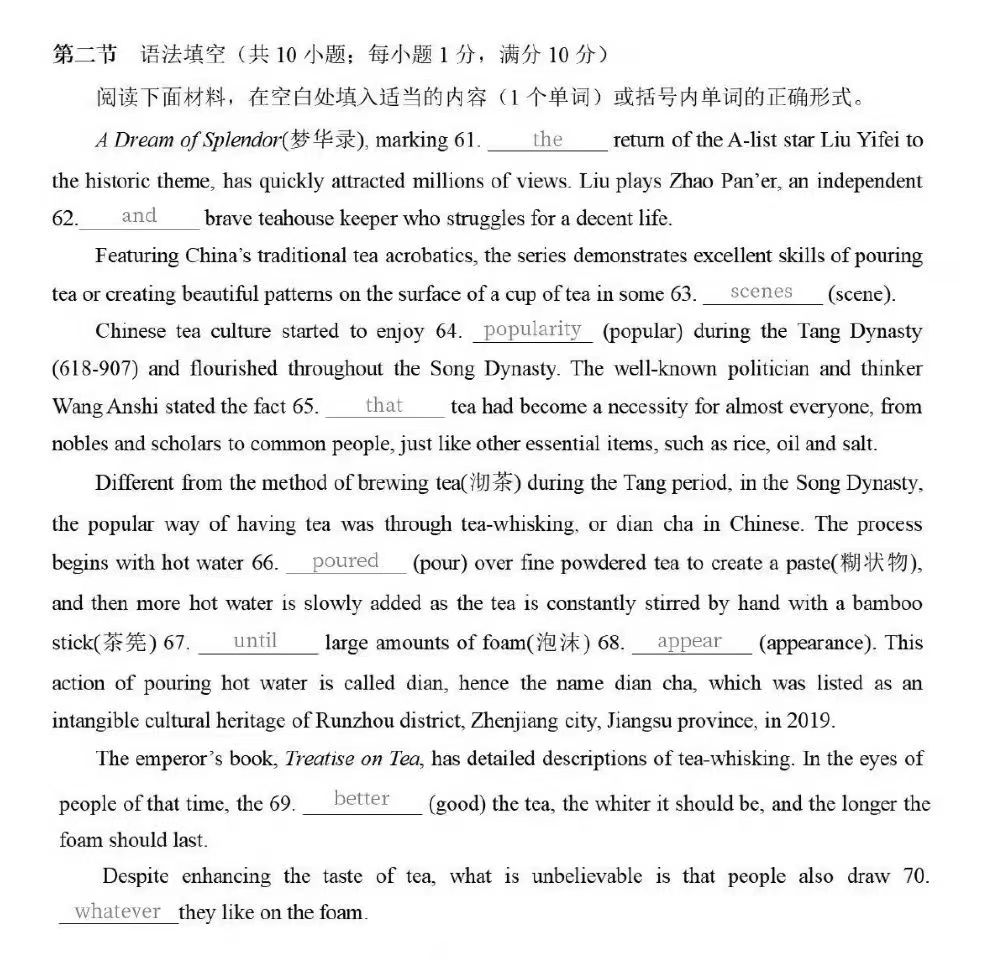 第二节 语法填空（共 10 小题；每小题 1 分，满分 10 分）
阅读下面材料，在空白处填入适当的内容（1 个单词）或括号内单词的正确形式。
A Dream of Splendor(梦华录), marking 61. the return of the A-list star Liu Yifei to
the historic theme, has quickly attracted millions of views. Liu plays Zhao Pan’er, an independent
62. and brave teahouse keeper who struggles for a decent life.
Featuring China’s traditional tea acrobatics, the series demonstrates excellent skills of pouring
tea or creating beautiful patterns on the surface of a cup of tea in some 63. scenes (scene).
Chinese tea culture started to enjoy 64. popularity (popular) during the Tang Dynasty
(618-907) and flourished throughout the Song Dynasty. The well-known politician and thinker
Wang Anshi stated the fact 65. that tea had become a necessity for almost everyone, from
nobles and scholars to common people, just like other essential items, such as rice, oil and salt.
Different from the method of brewing tea(沏茶) during the Tang period, in the Song Dynasty,
the popular way of having tea was through tea-whisking, or dian cha in Chinese. The process
begins with hot water 66. poured (pour) over fine powdered tea to create a paste(糊状物),
and then more hot water is slowly added as the tea is constantly stirred by hand with a bamboo
stick(茶筅) 67. until large amounts of foam(泡沫) 68. appear (appearance). This
action of pouring hot water is called dian, hence the name dian cha, which was listed as an
intangible cultural heritage of Runzhou district, Zhenjiang city, Jiangsu province, in 2019.
The emperor’s book, Treatise on Tea, has detailed descriptions of tea-whisking. In the eyes of
people of that time, the 69. better (good) the tea, the whiter it should be, and the longer the
foam should last.
Despite enhancing the taste of tea, what is unbelievable is that people also draw 70.
whatever they like on the foam.